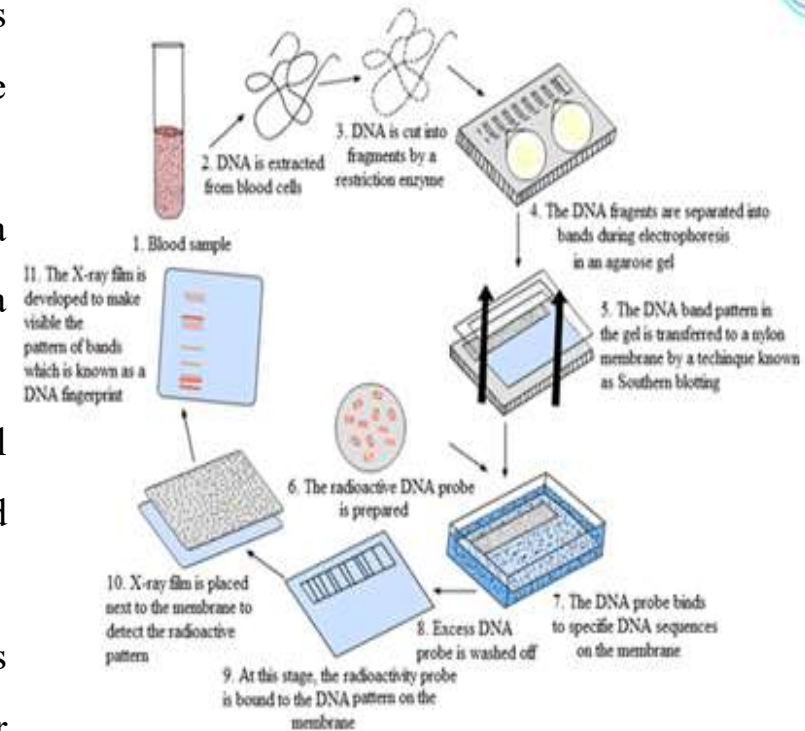 s
e
a
a
l
d
s
r
1. Blood sample
2. DNA is extracted
from blood cells
3. DNA is cut into
fragments by a
restriction enzyme
4. The DNA fragents are separated into
bands during electrophoresis
in an agarose gel
5. The DNA band pattern in
the gel is transferred to a nylon
membrane by a techinque known
as Southern blotting
6. The radioactive DNA probe
is prepared
7. The DNA probe binds
to specific DNA sequences
on the membrane
8. Excess DNA
probe is washed off
9. At this stage, the radioactivity probe
is bound to the DNA pattern on the
membrane
10. X-ray film is placed
next to the membrane to
detect the radioactive
pattern
11. The X-ray film is
developed to make
visible the
pattern of bands
which is known as a
DNA fingerprint